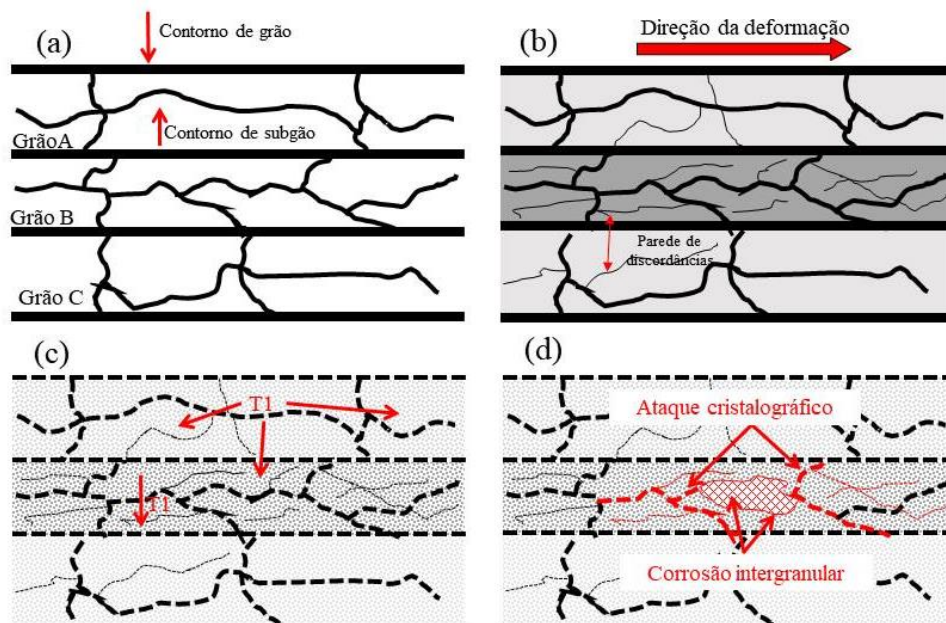 (a)
Contorno de grão
Contorno de subgão
GrãoA
Grão B
Grão C
(b)
Direção da deformação
Parede de
discordâncias
(c)
T1
T1
(d)
Ataque cristalográfico
Corrosão intergranular